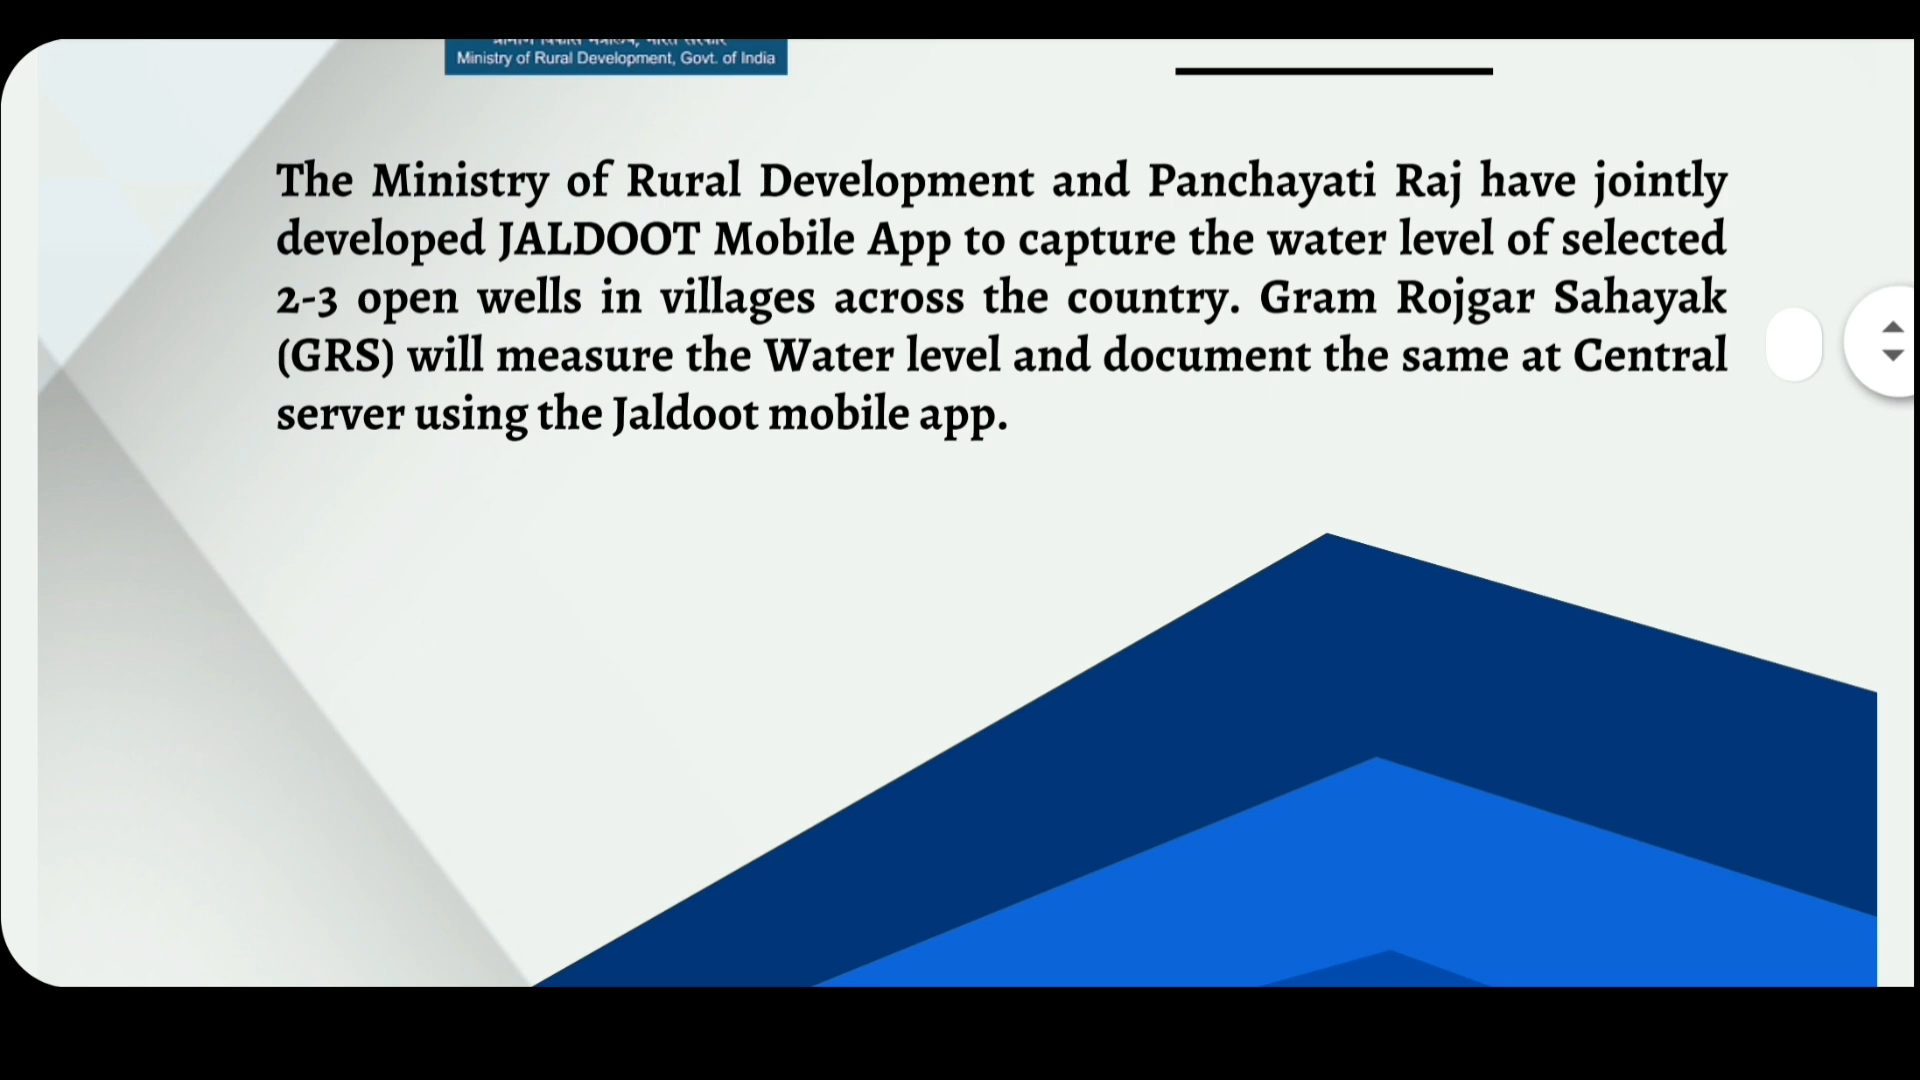 Ministry of Rural Development, Govt. of India
The Ministry of Rural Development and Panchayati Raj have jointly
developed JALDOOT Mobile App to capture the water level of selected
2-3 open wells in villages across the country. Gram Rojgar Sahayak
(GRS) will measure the Water level and document the same at Central
server using the Jaldoot mobile app.